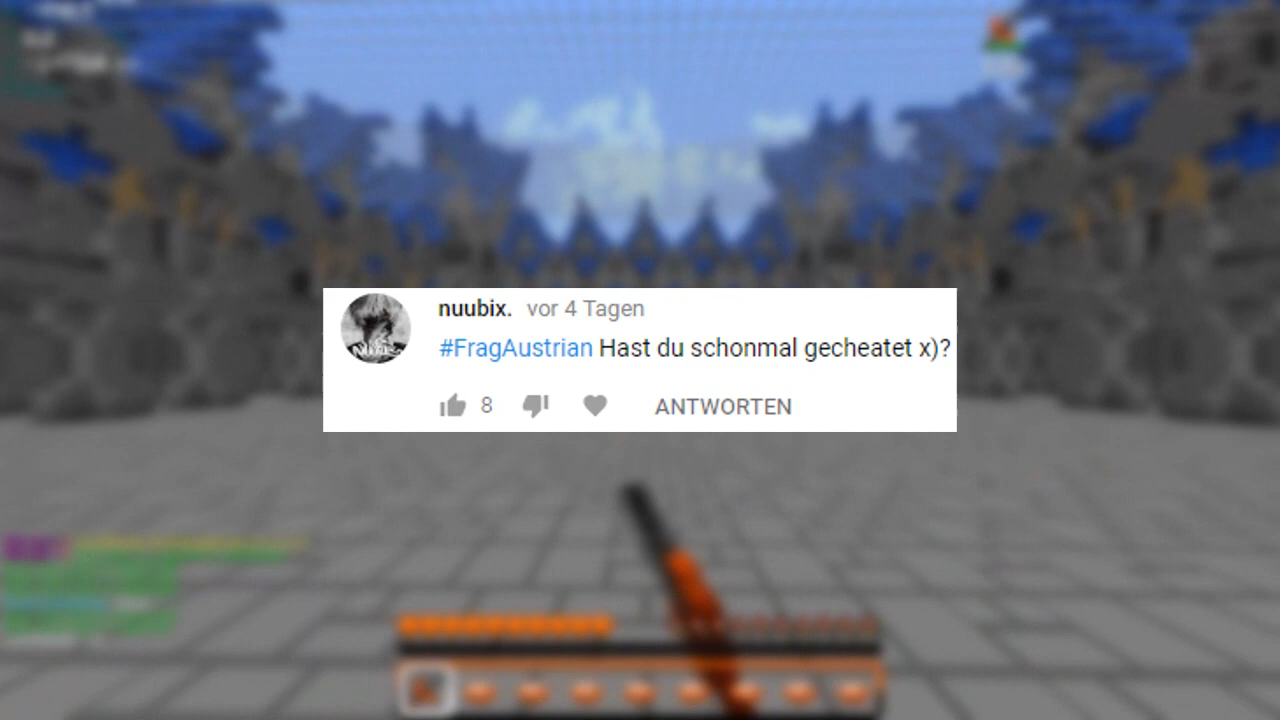 nuubix. vor 4 Tagen
#FragAustrian Hast du schonmal gecheatet x)?
8 ANTWORTEN